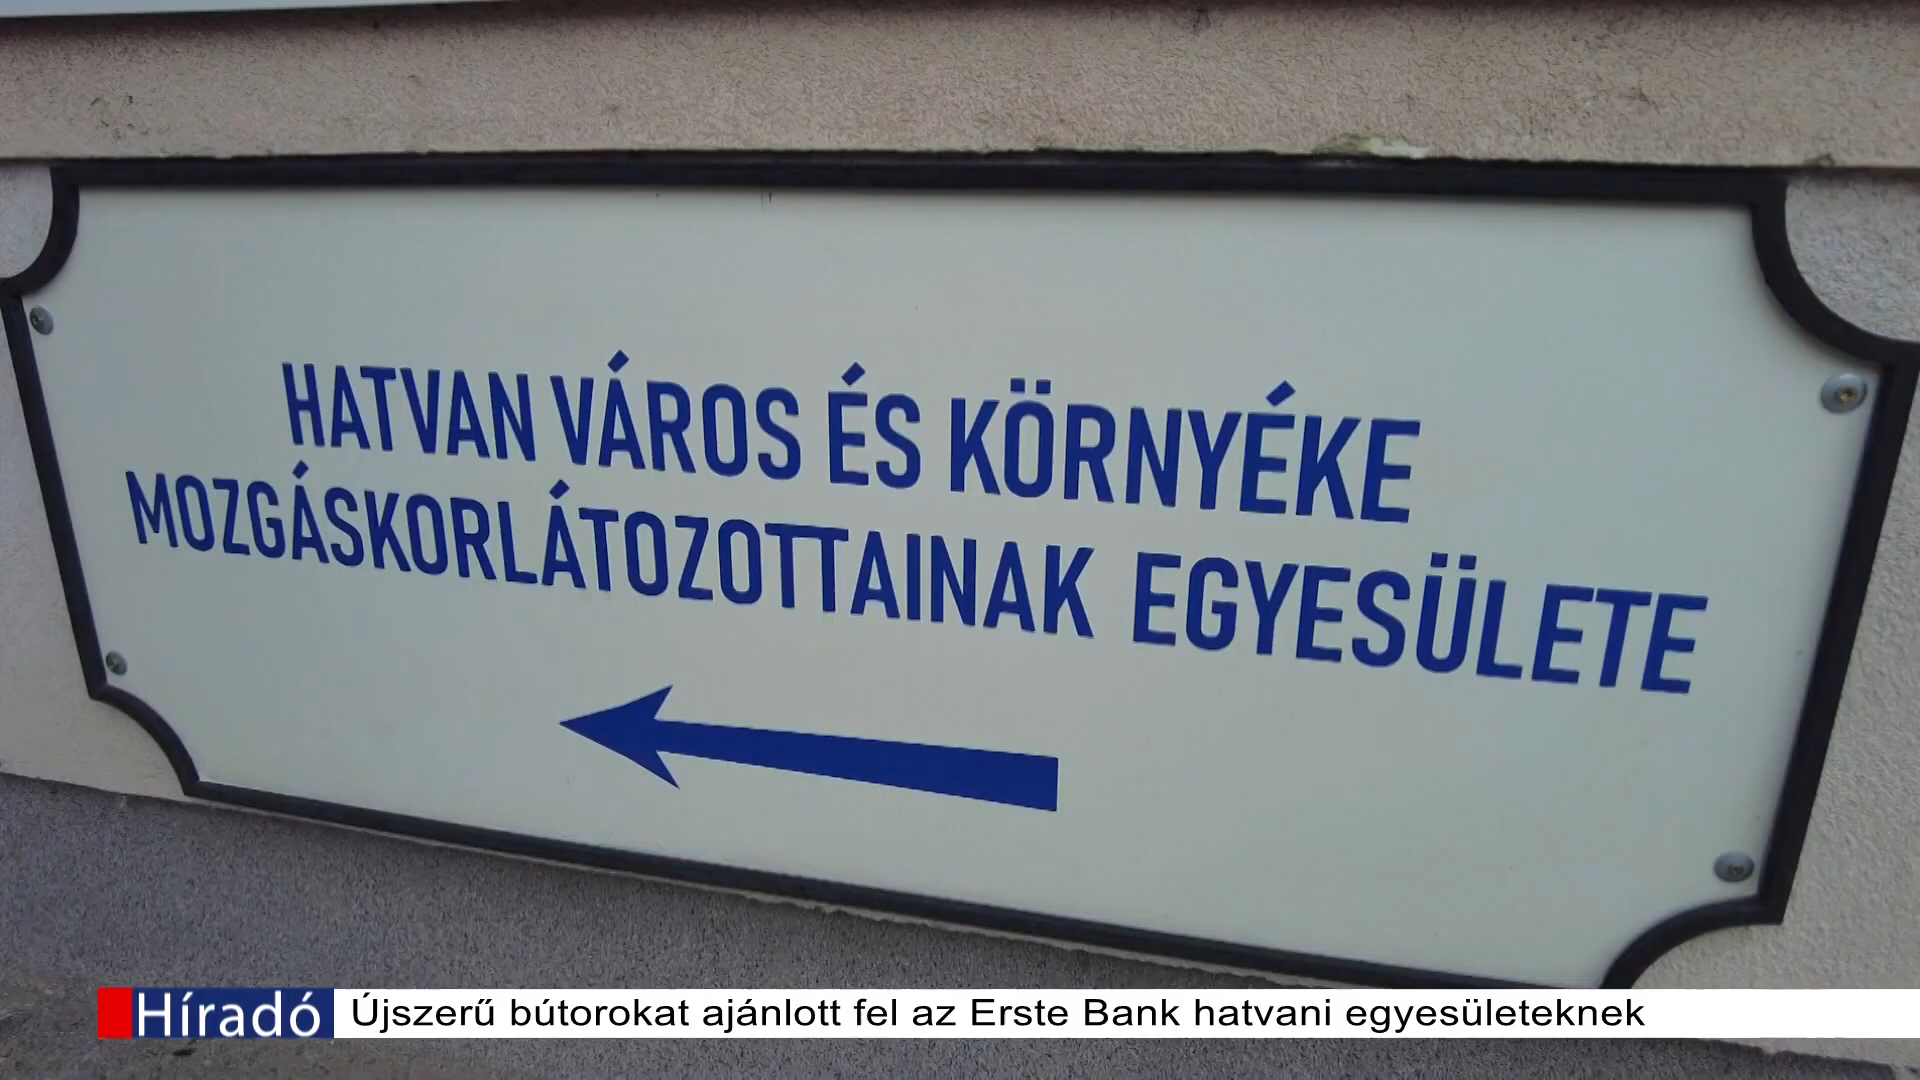 HATVAN VÁROS ÉS KÖRNYÉKE
MOZGÁSKORLÁTOZOTTAINAK EGYESÜLETE
Híradó Újszerű bútorokat ajánlott fel az Erste Bank hatvani egyesületeknek